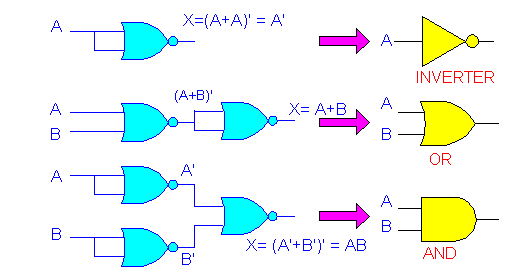 A
X=(A+A)' = A'
A
INVERTER
A
B
(A+B)'
X= A+B
A
B
OR
A
A'
B
B'
X= (A'+B')' = AB
A
B
AND